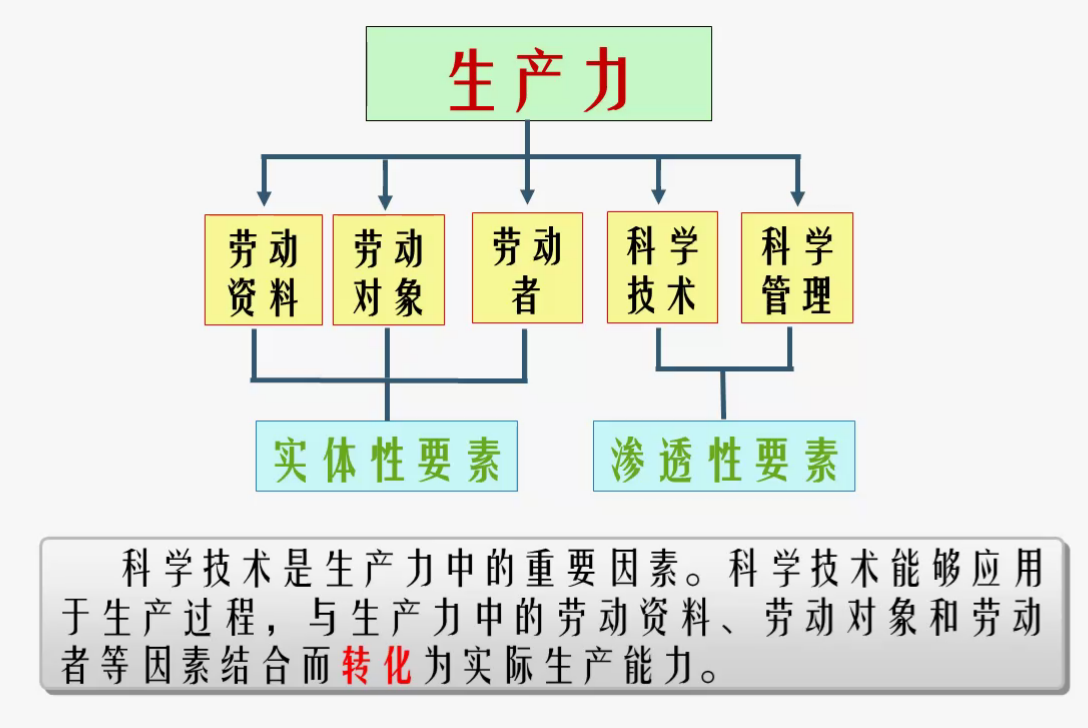 生产力
劳动
资料
劳动
对象
劳动
者
科学
技术
科学
管理
实体性要素
渗透性要素
科学技术是生产力中的重要因素。科学技术能够应用
于生产过程，与生产力中的劳动资料、劳动对象和劳动
者等因素结合而转化为实际生产能力。